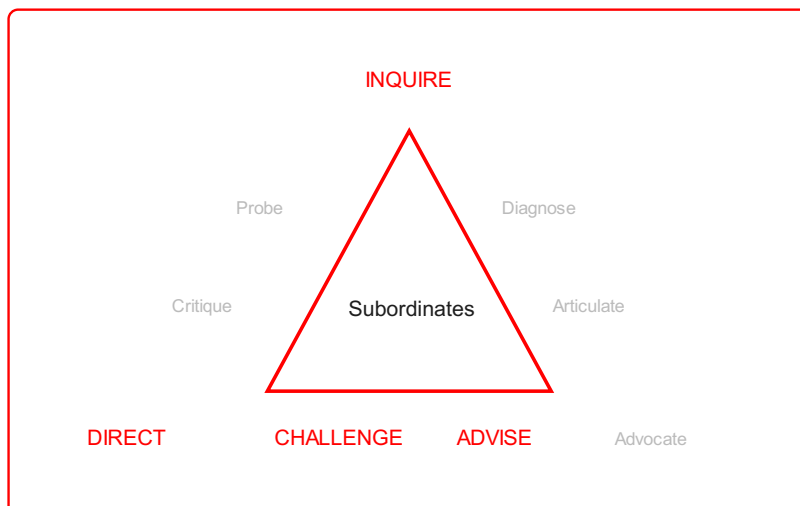 INQUIRE
Probe
Diagnose
Critique
Subordinates
Articulate
DIRECT
CHALLENGE
ADVISE
Advocate